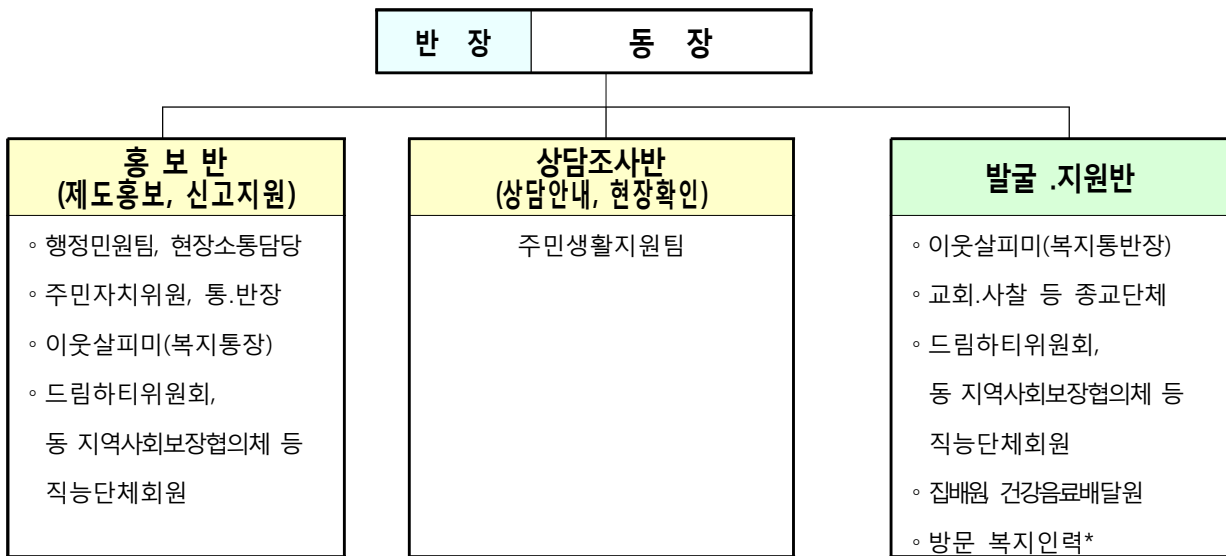 반 장 동 장
홍 보 반
(제도홍보, 신고지원)
◦ 행정민원팀, 현장소통담당
◦ 주민자치위원, 통.반장
◦ 이웃살피미(복지통장)
◦ 드림하티위원회,
동 지역사회보장협의체 등
직능단체회원
상담조사반
(상담안내, 현장확인)
주민생활지원팀
발굴 .지원반
◦ 이웃살피미(복지통반장)
◦ 교회.사찰 등 종교단체
◦ 드림하티위원회,
동 지역사회보장협의체 등
직능단체회원
◦ 집배원, 건강음료배달원
◦ 방문 복지인력*